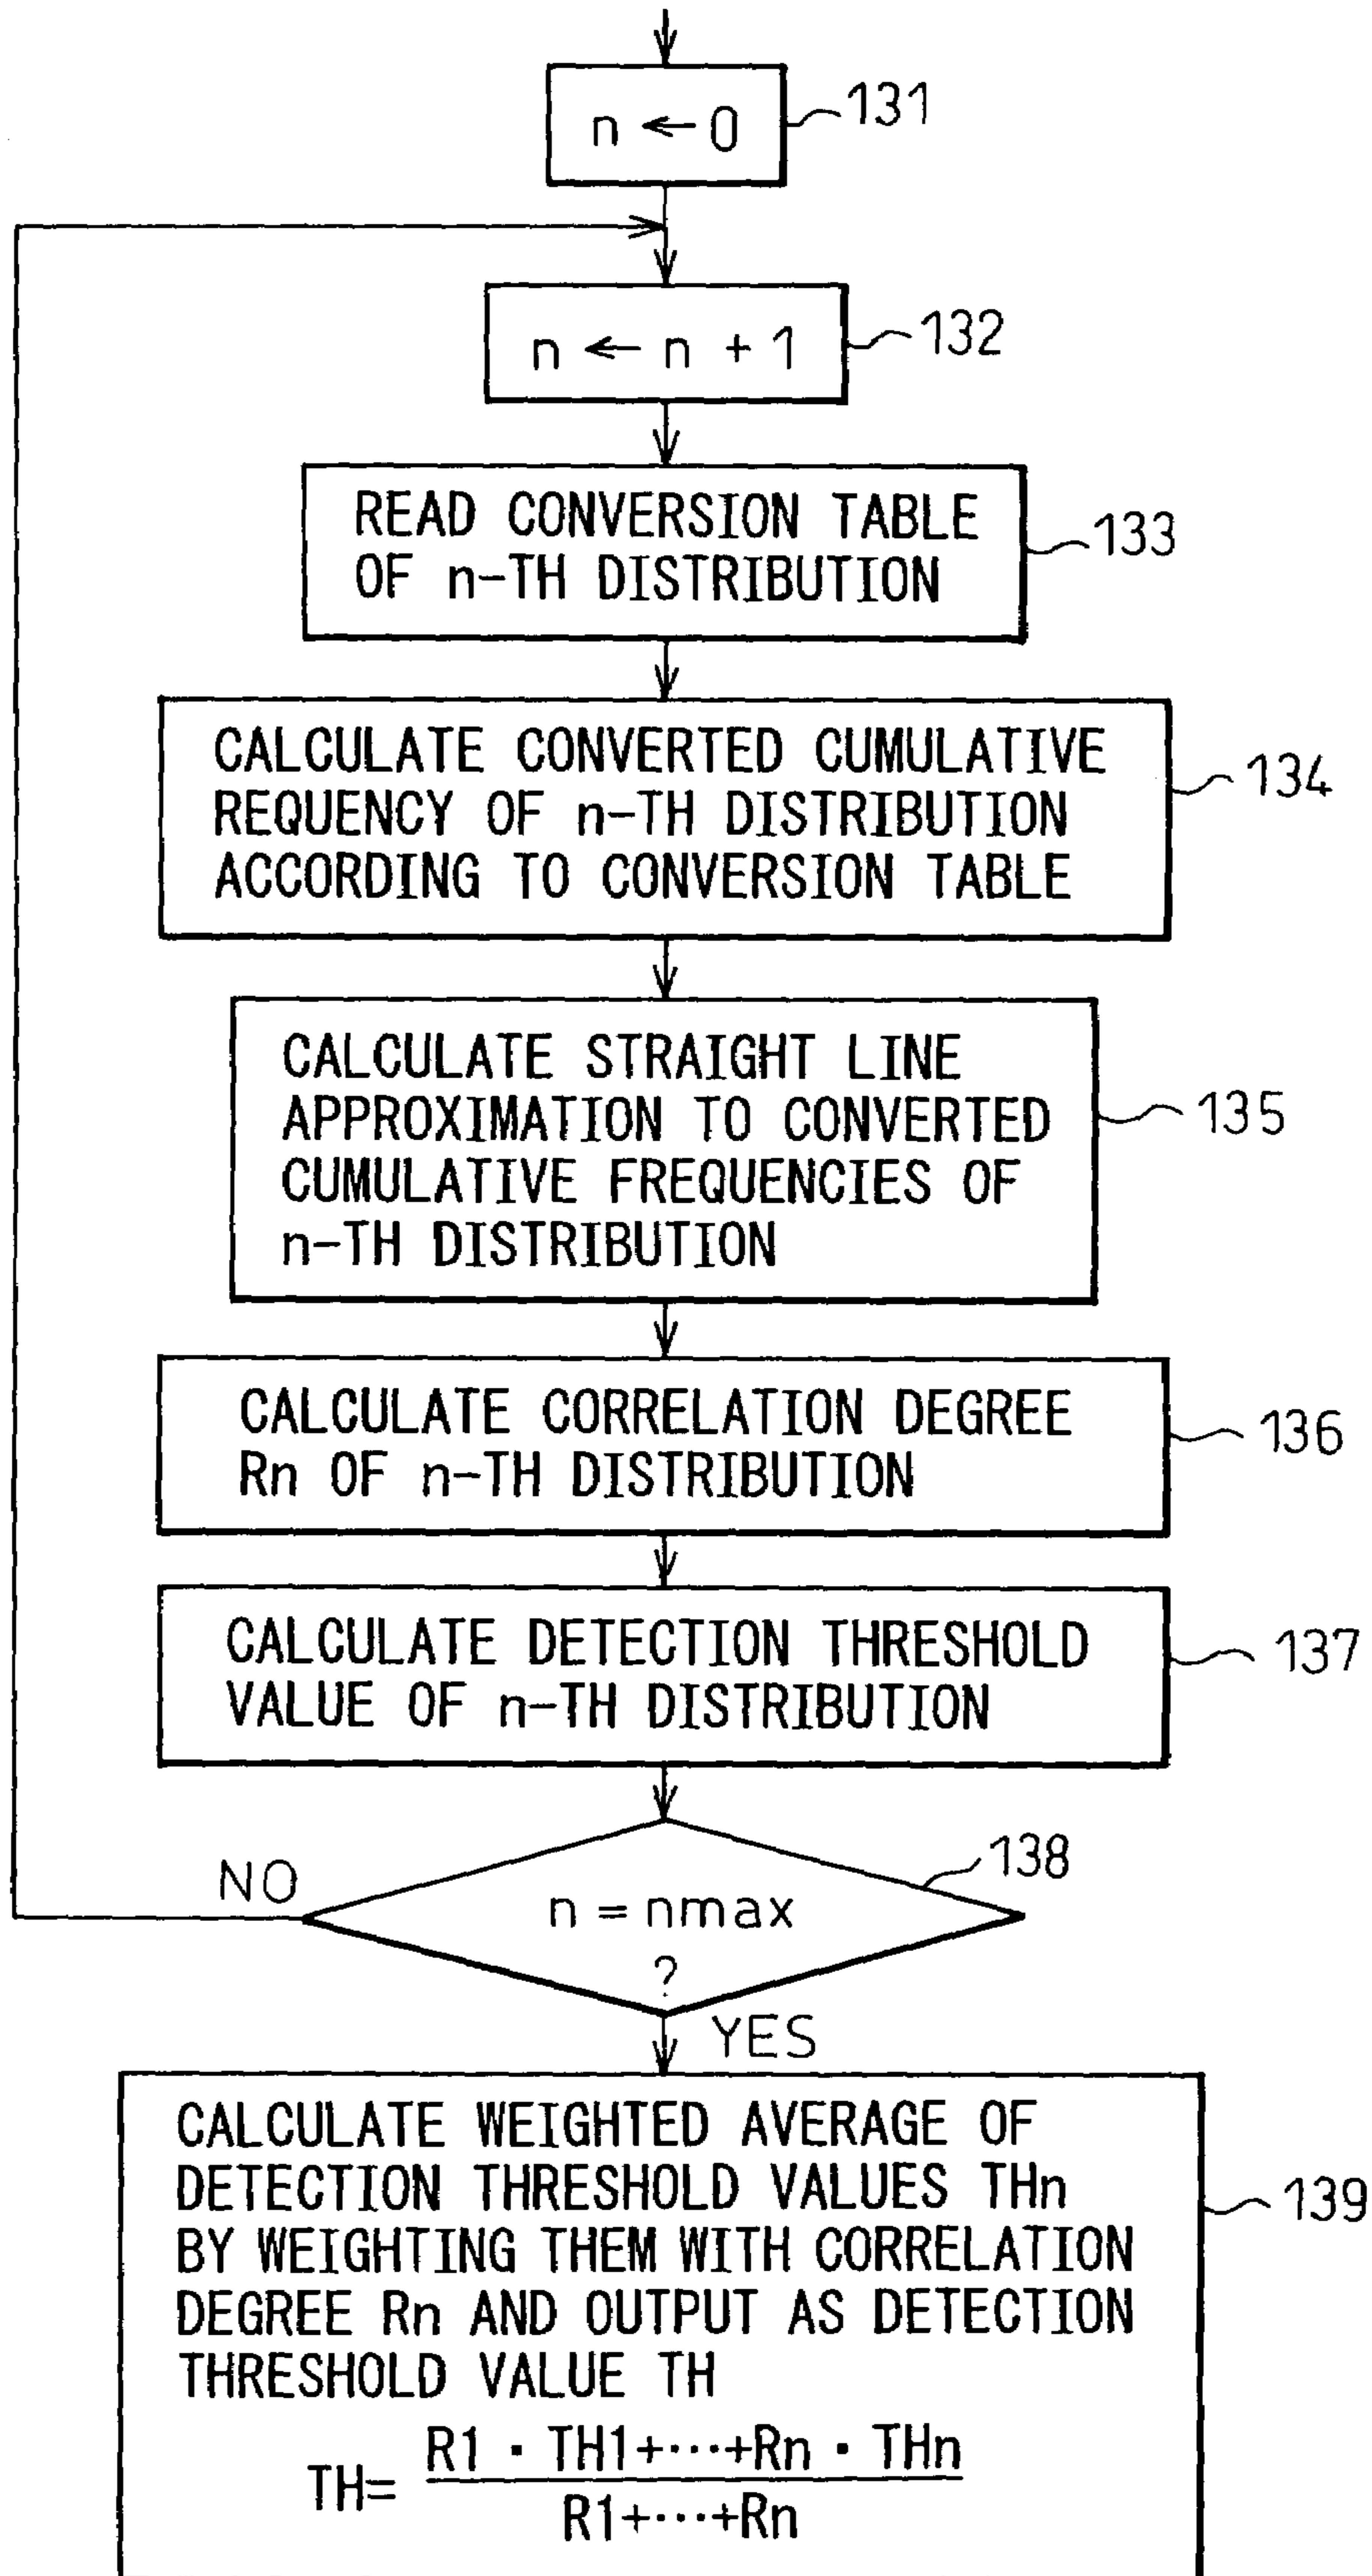 n ← 0
131
n ← n + 1
132
READ CONVERSION TABLE
OF n-TH DISTRIBUTION
133
CALCULATE CONVERTED CUMULATIVE
REQUENCY OF n-TH DISTRIBUTION
ACCORDING TO CONVERSION TABLE
134
CALCULATE STRAIGHT LINE
APPROXIMATION TO CONVERTED
CUMULATIVE FREQUENCIES OF
n-TH DISTRIBUTION
135
CALCULATE CORRELATION DEGREE
Rn OF n-TH DISTRIBUTION
136
CALCULATE DETECTION THRESHOLD
VALUE OF n-TH DISTRIBUTION
137
138
NO
n = nmax
?
YES
CALCULATE WEIGHTED AVERAGE OF
DETECTION THRESHOLD VALUES THn
BY WEIGHTING THEM WITH CORRELATION
DEGREE Rn AND OUTPUT AS DETECTION
THRESHOLD VALUE TH
139
R1 · TH1+···+Rn · THn
TH=
R1+···+Rn